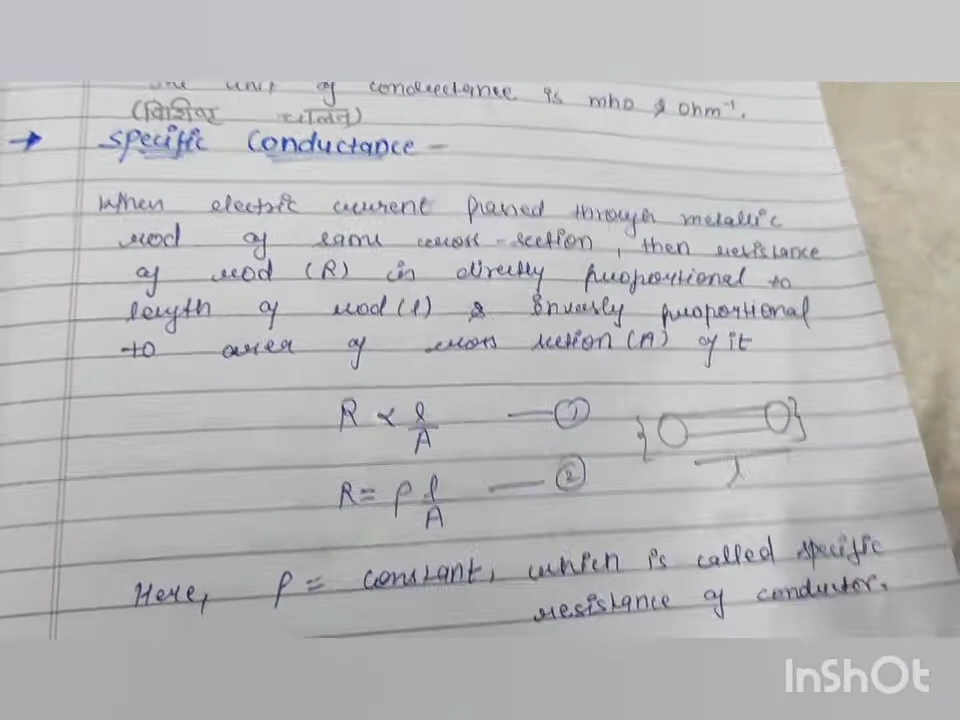 unit of conductance is mho & ohm⁻¹.
(विशिष्ट चालन)
→ Specific Conductance –
When electric current passed through metallic
rod of same cross-section, then resistance
of rod (R) is directly proportional to
length of rod (l) & Invesly proportional
to area of cross section (A) of it
R ∝ l/A —— ①
R = ρ l/A —— ②
Here, ρ = constant, which is called specific
resistance of conductor.
InShOt